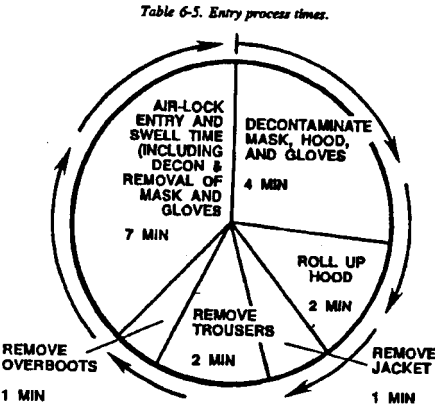 Table 6-5. Entry process times.
AIR-LOCK
ENTRY AND
SWELL TIME
(INCLUDING
DECON &
REMOVAL OF
MASK AND
GLOVES
7 MIN
DECONTAMINATE
MASK, HOOD,
AND GLOVES
4 MIN
ROLL UP
HOOD
2 MIN
REMOVE
TROUSERS
2 MIN
REMOVE
OVERBOOTS
1 MIN
REMOVE
JACKET
1 MIN